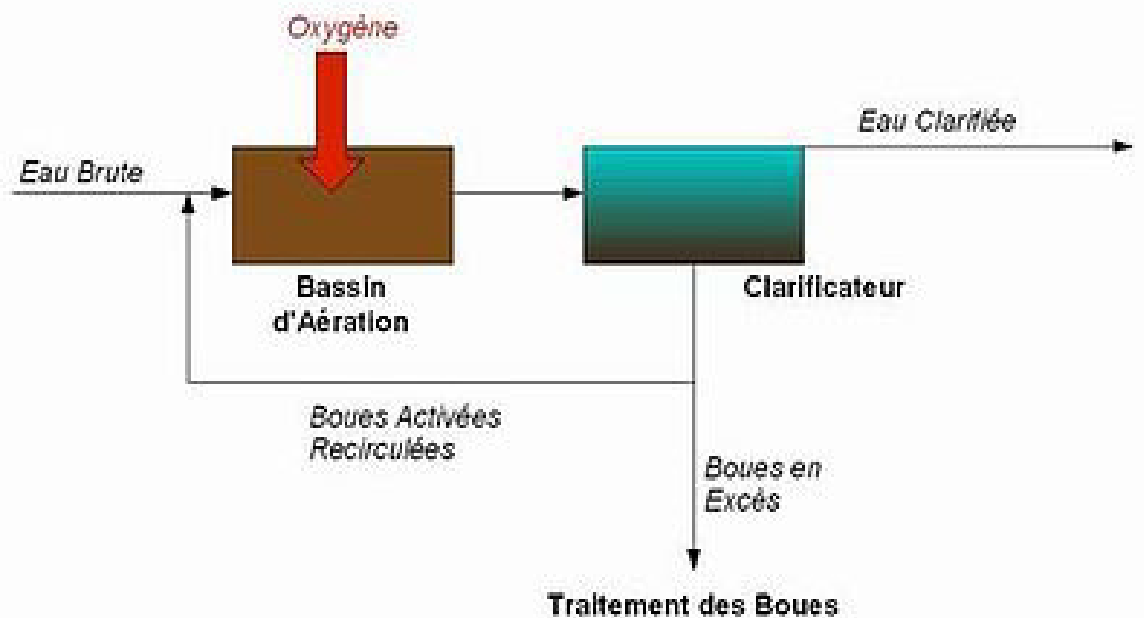 Oxygène
Eau Clarifiée
Eau Brute
Bassin
d'Aération
Clarificateur
Boues Activées
Recirculées
Boues en
Excès
Traitement des Boues